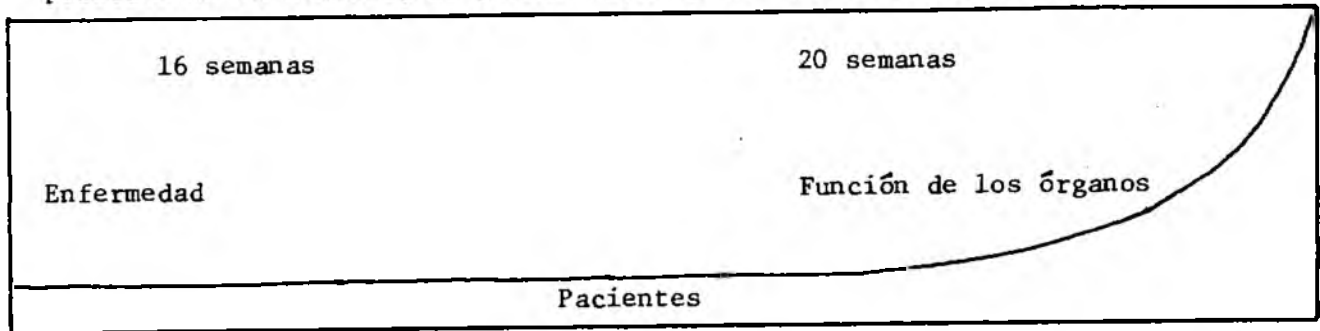 16 semanas
20 semanas
Enfermedad
Función de los órganos
Pacientes